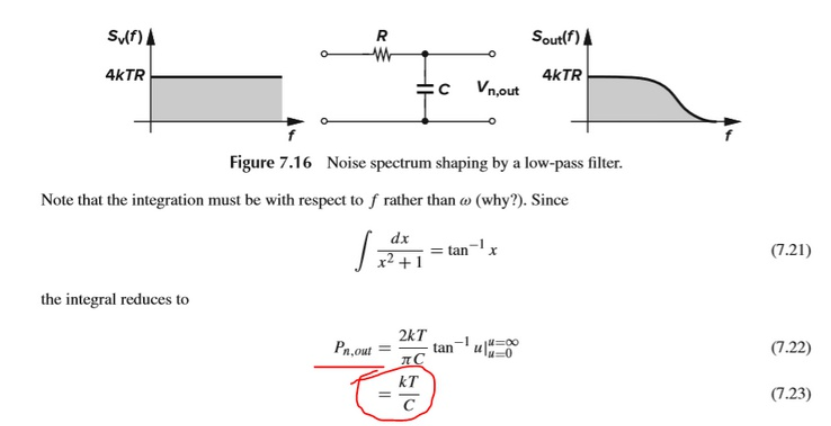 Sv(f) R Sout(f)
4kTR C Vn,out 4kTR
f f
Figure 7.16 Noise spectrum shaping by a low-pass filter.
Note that the integration must be with respect to f rather than ω (why?). Since
∫ dx / (x² + 1) = tan⁻¹ x (7.21)
the integral reduces to
Pn,out = 2kT / πC tan⁻¹ u|u=∞ u=0 (7.22)
= kT / C (7.23)